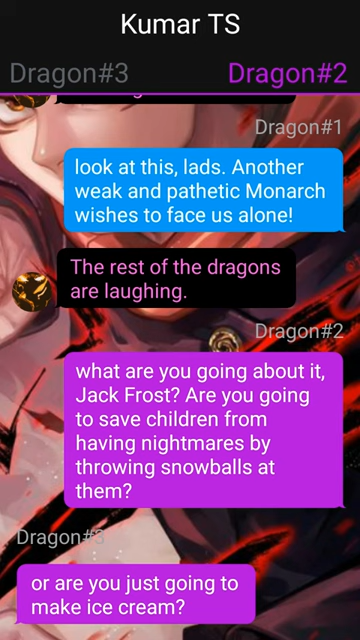 Kumar TS
Dragon#3 Dragon#2
Dragon#1
look at this, lads. Another
weak and pathetic Monarch
wishes to face us alone!
The rest of the dragons
are laughing.
Dragon#2
what are you going about it,
Jack Frost? Are you going
to save children from
having nightmares by
throwing snowballs at
them?
Dragon#3
or are you just going to
make ice cream?